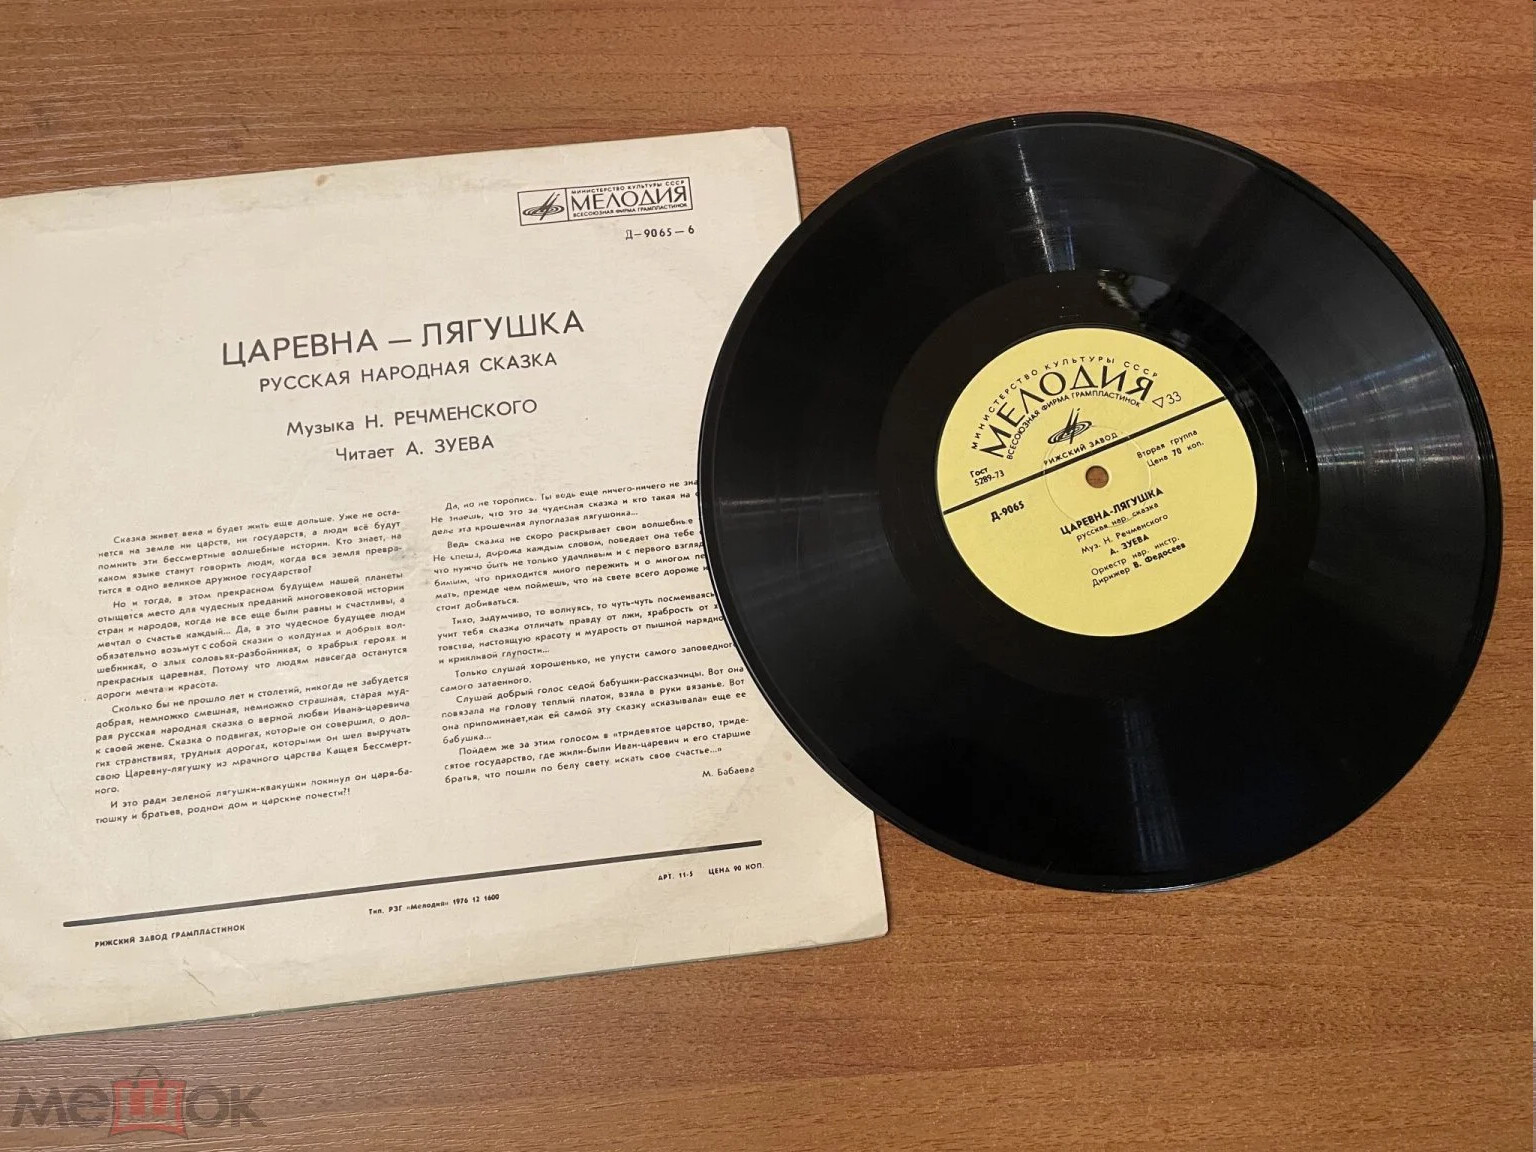 МИНИСТЕРСТВО КУЛЬТУРЫ СССР
МЕЛОДИЯ
ВСЕСОЮЗНАЯ ФИРМА ГРАМПЛАСТИНОК
Д—9065—6
ЦАРЕВНА — ЛЯГУШКА
РУССКАЯ НАРОДНАЯ СКАЗКА
Музыка Н. РЕЧМЕНСКОГО
Читает А. ЗУЕВА
Сказка живет века и будет жить еще дольше. Уже не оста-
нется на земле ни царств, ни государств, а люди всё будут
помнить эти бессмертные волшебные истории. Кто знает, на
каком языке станут говорить люди, когда вся земля превра-
тится в одно великое дружное государство?
Но и тогда, в этом прекрасном будущем нашей планеты
отыщется место для чудесных преданий многовековой истории
стран и народов, когда не все еще были равны и счастливы, а
мечтал о счастье каждый... Да, в это чудесное будущее люди
обязательно возьмут с собой сказки о колдунах и добрых вол-
шебниках, о злых соловьях-разбойниках, о храбрых героях и
прекрасных царевнах. Потому что людям навсегда останутся
дороги мечта и красота.
Сколько бы не прошло лет и столетий, никогда не забудется
добрая, немножко смешная, немножко страшная, старая муд-
рая русская народная сказка о верной любви Ивана-царевича
к своей жене. Сказка о подвигах, которые он совершил, о дол-
гих странствиях, трудных дорогах, которыми он шел выручать
свою Царевну-лягушку из мрачного царства Кащея Бессмерт-
ного.
И это ради зеленой лягушки-квакушки покинул он царя-ба-
тюшку и братьев, родной дом и царские почести?!
Да, но не торопись. Ты ведь еще ничего-ничего не
Не знаешь, что это за чудесная сказка и кто такая на
деле эта крошечная лупоглазая лягушонка...
Ведь сказка не скоро раскрывает свои волшебные
Не спеша, дорожа каждым словом, поведает она тебе
что нужно быть не только удачливым и с первого взгляда
бимым, что приходится много пережить и о многом
мать, прежде чем поймешь, что на свете всего дороже и
стоит добиваться.
Тихо, задумчиво, то волнуясь, то чуть-чуть посмеиваясь
учит тебя сказка отличать правду от лжи, храбрость от
товства, настоящую красоту и мудрость от пышной нарядно
и крикливой глупости...
Только слушай хорошенько, не упусти самого заповедного
самого затаенного.
Слушай добрый голос седой бабушки-рассказчицы. Вот она
повязала на голову теплый платок, взяла в руки вязанье. Вот
она припоминает,как ей самой эту сказку «сказывала» еще ее
бабушка...
Пойдем же за этим голосом в «тридевятое царство, триде-
сятое государство, где жили-были Иван-царевич и его старшие
братья, что пошли по белу свету искать свое счастье...»
М. Бабаева
АРТ. 11-5 ЦЕНА 90 КОП.
Тип. РЗГ «Мелодия» 1976 12 1600
РИЖСКИЙ ЗАВОД ГРАМПЛАСТИНОК
МИНИСТЕРСТВО КУЛЬТУРЫ СССР
МЕЛОДИЯ
ВСЕСОЮЗНАЯ ФИРМА ГРАМПЛАСТИНОК
33
РИЖСКИЙ ЗАВОД
Гост
5289-73
Вторая группа
Цена 70 коп.
Д-9065
ЦАРЕВНА-ЛЯГУШКА
русская нар. сказка
Муз. Н. Речменского
А. ЗУЕВА
Оркестр нар. инстр.
Дирижер В. Федосеев
мешок